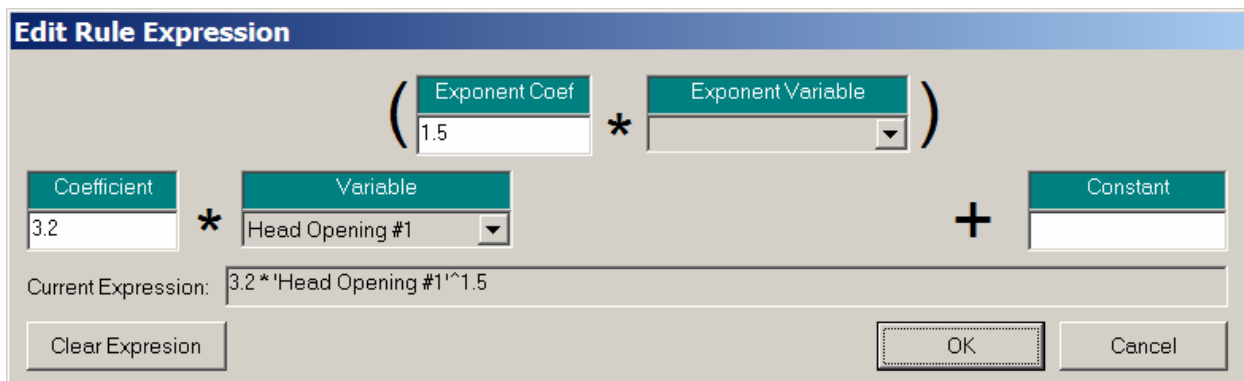 Edit Rule Expression
( Exponent Coef * Exponent Variable )
1.5
Coefficient * Variable + Constant
3.2 Head Opening #1
Current Expression: 3.2 * 'Head Opening #1'^1.5
Clear Expresion OK Cancel